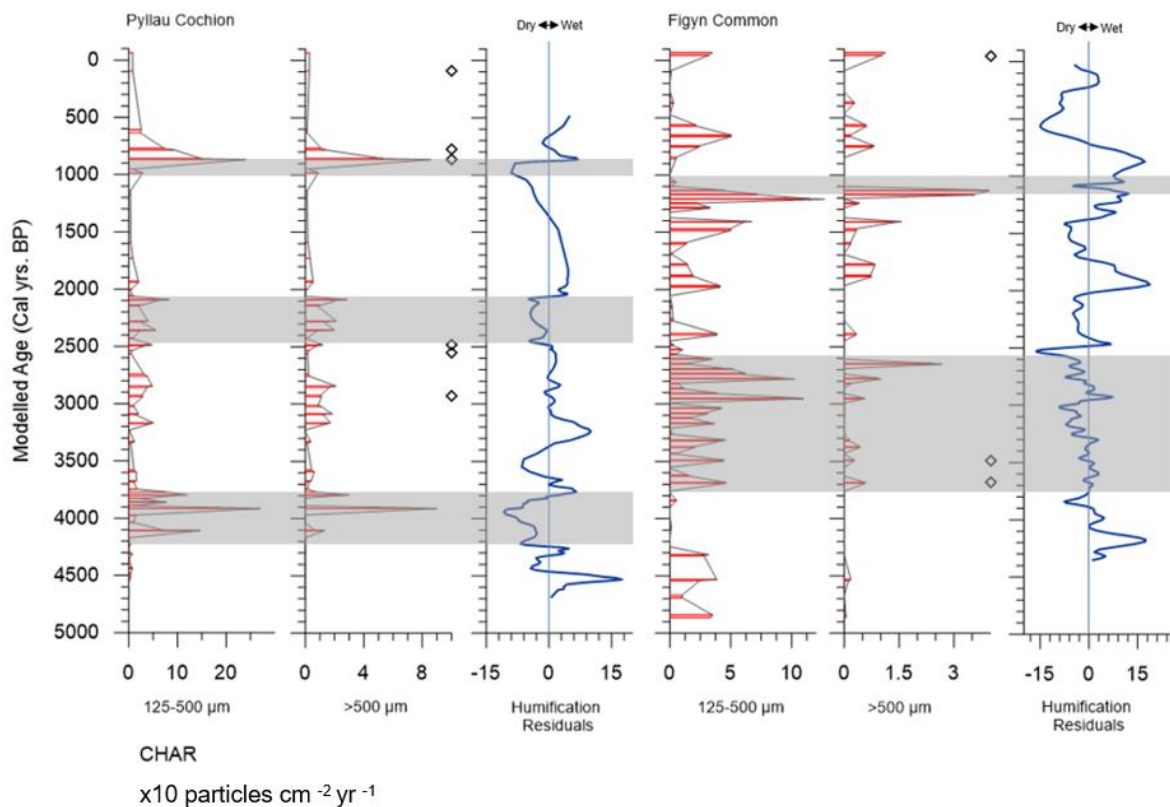 Pyllau Cochion
Figyn Common
Dry Wet
Dry Wet
Modelled Age (Cal yrs. BP)
0
500
1000
1500
2000
2500
3000
3500
4000
4500
5000
0 10 20
0 4 8
-15 0 15
0 5 10
0 1.5 3
-15 0 15
125-500 µm
>500 µm
Humification
Residuals
125-500 µm
>500 µm
Humification
Residuals
CHAR
x10 particles cm -2 yr -1